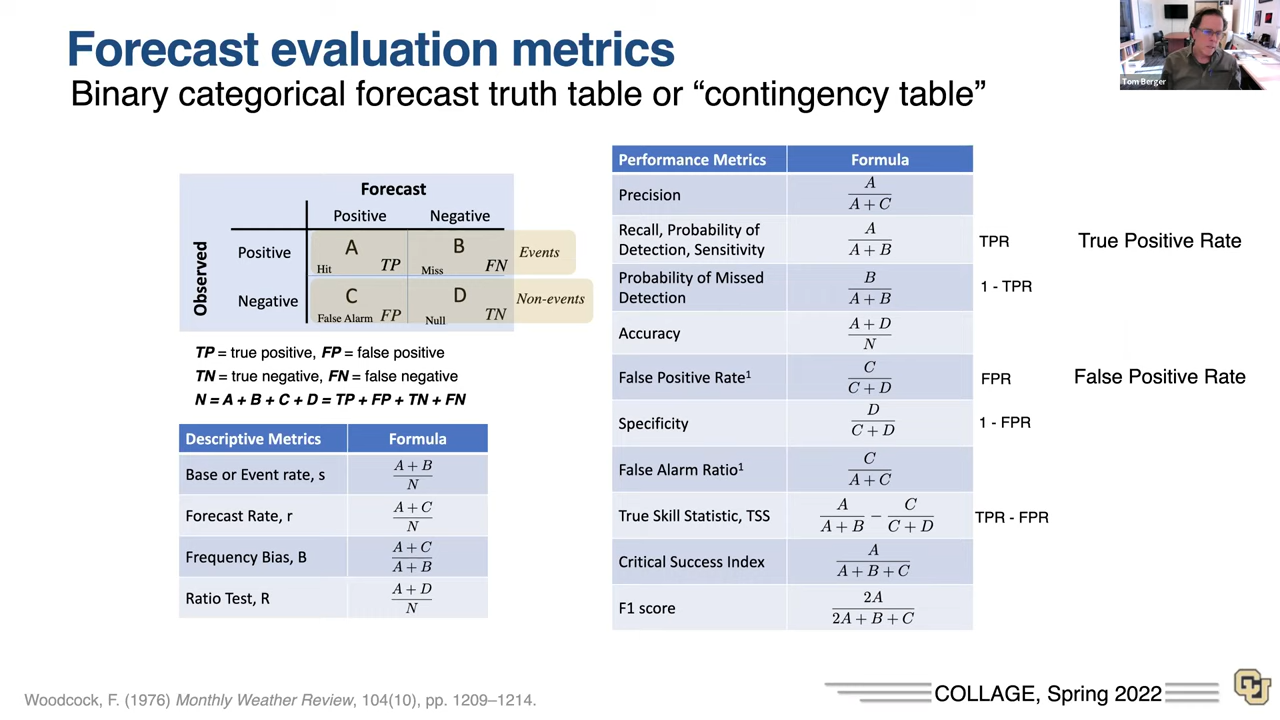 Forecast evaluation metrics
Binary categorical forecast truth table or “contingency table”
Tom Berger
Forecast
Positive Negative
Observed
Positive
A
Hit
TP
B
Miss
FN
Events
Negative
C
False Alarm
FP
D
Null
TN
Non-events
TP = true positive, FP = false positive
TN = true negative, FN = false negative
N = A + B + C + D = TP + FP + TN + FN
Descriptive Metrics Formula
Base or Event rate, s
A + B
N
Forecast Rate, r
A + C
N
Frequency Bias, B
A + C
A + B
Ratio Test, R
A + D
N
Performance Metrics Formula
Precision
A
A + C
Recall, Probability of
Detection, Sensitivity
A
A + B
TPR
True Positive Rate
Probability of Missed
Detection
B
A + B
1 - TPR
Accuracy
A + D
N
False Positive Rate¹
C
C + D
FPR
False Positive Rate
Specificity
D
C + D
1 - FPR
False Alarm Ratio¹
C
A + C
True Skill Statistic, TSS
A C
A + B − C + D
TPR - FPR
Critical Success Index
A
A + B + C
F1 score
2A
2A + B + C
Woodcock, F. (1976) Monthly Weather Review, 104(10), pp. 1209–1214.
COLLAGE, Spring 2022
CU